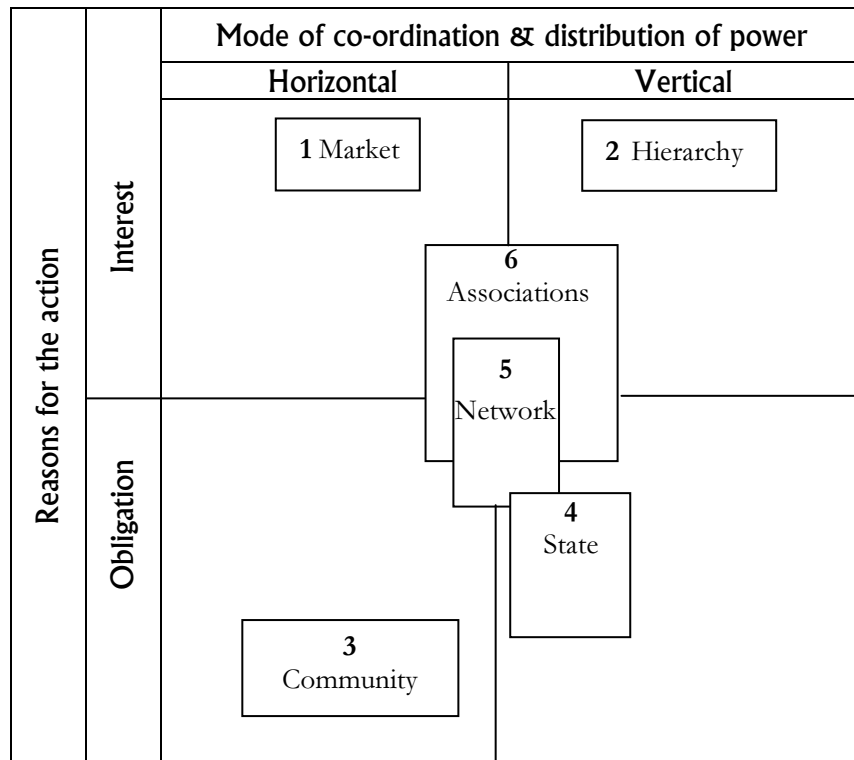 Mode of co-ordination & distribution of power
Horizontal
Vertical
Reasons for the action
Interest
1 Market
2 Hierarchy
6
Associations
5
Network
Obligation
4
State
3
Community